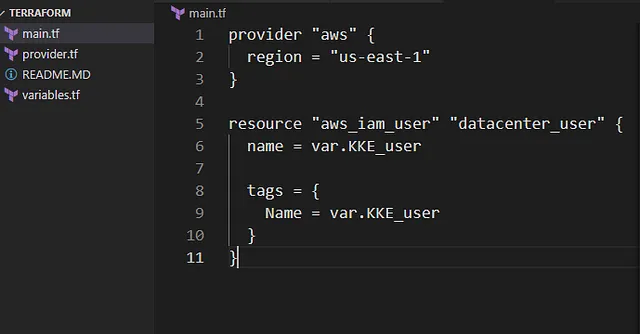 TERRAFORM
main.tf
provider.tf
README.MD
variables.tf
main.tf
1 provider "aws" {
2   region = "us-east-1"
3 }
4
5 resource "aws_iam_user" "datacenter_user" {
6   name = var.KKE_user
7
8   tags = {
9     Name = var.KKE_user
10   }
11 }